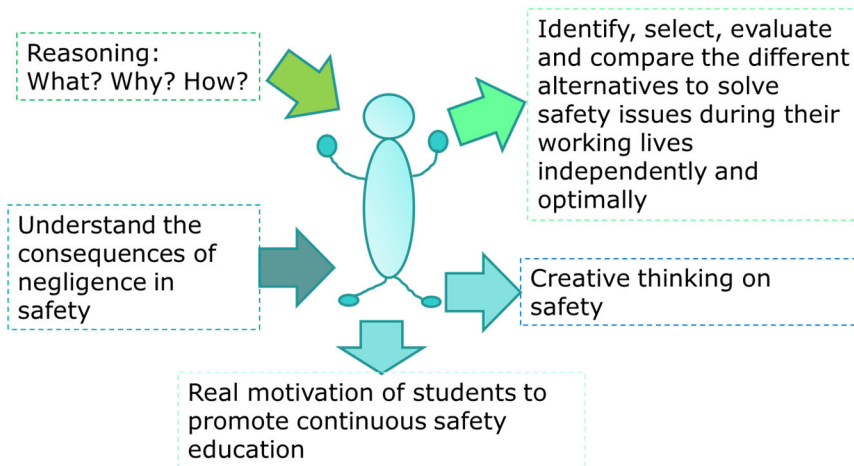 Reasoning:
What? Why? How?
Identify, select, evaluate
and compare the different
alternatives to solve
safety issues during their
working lives
independently and
optimally
Understand the
consequences of
negligence in
safety
Creative thinking on
safety
Real motivation of students to
promote continuous safety
education